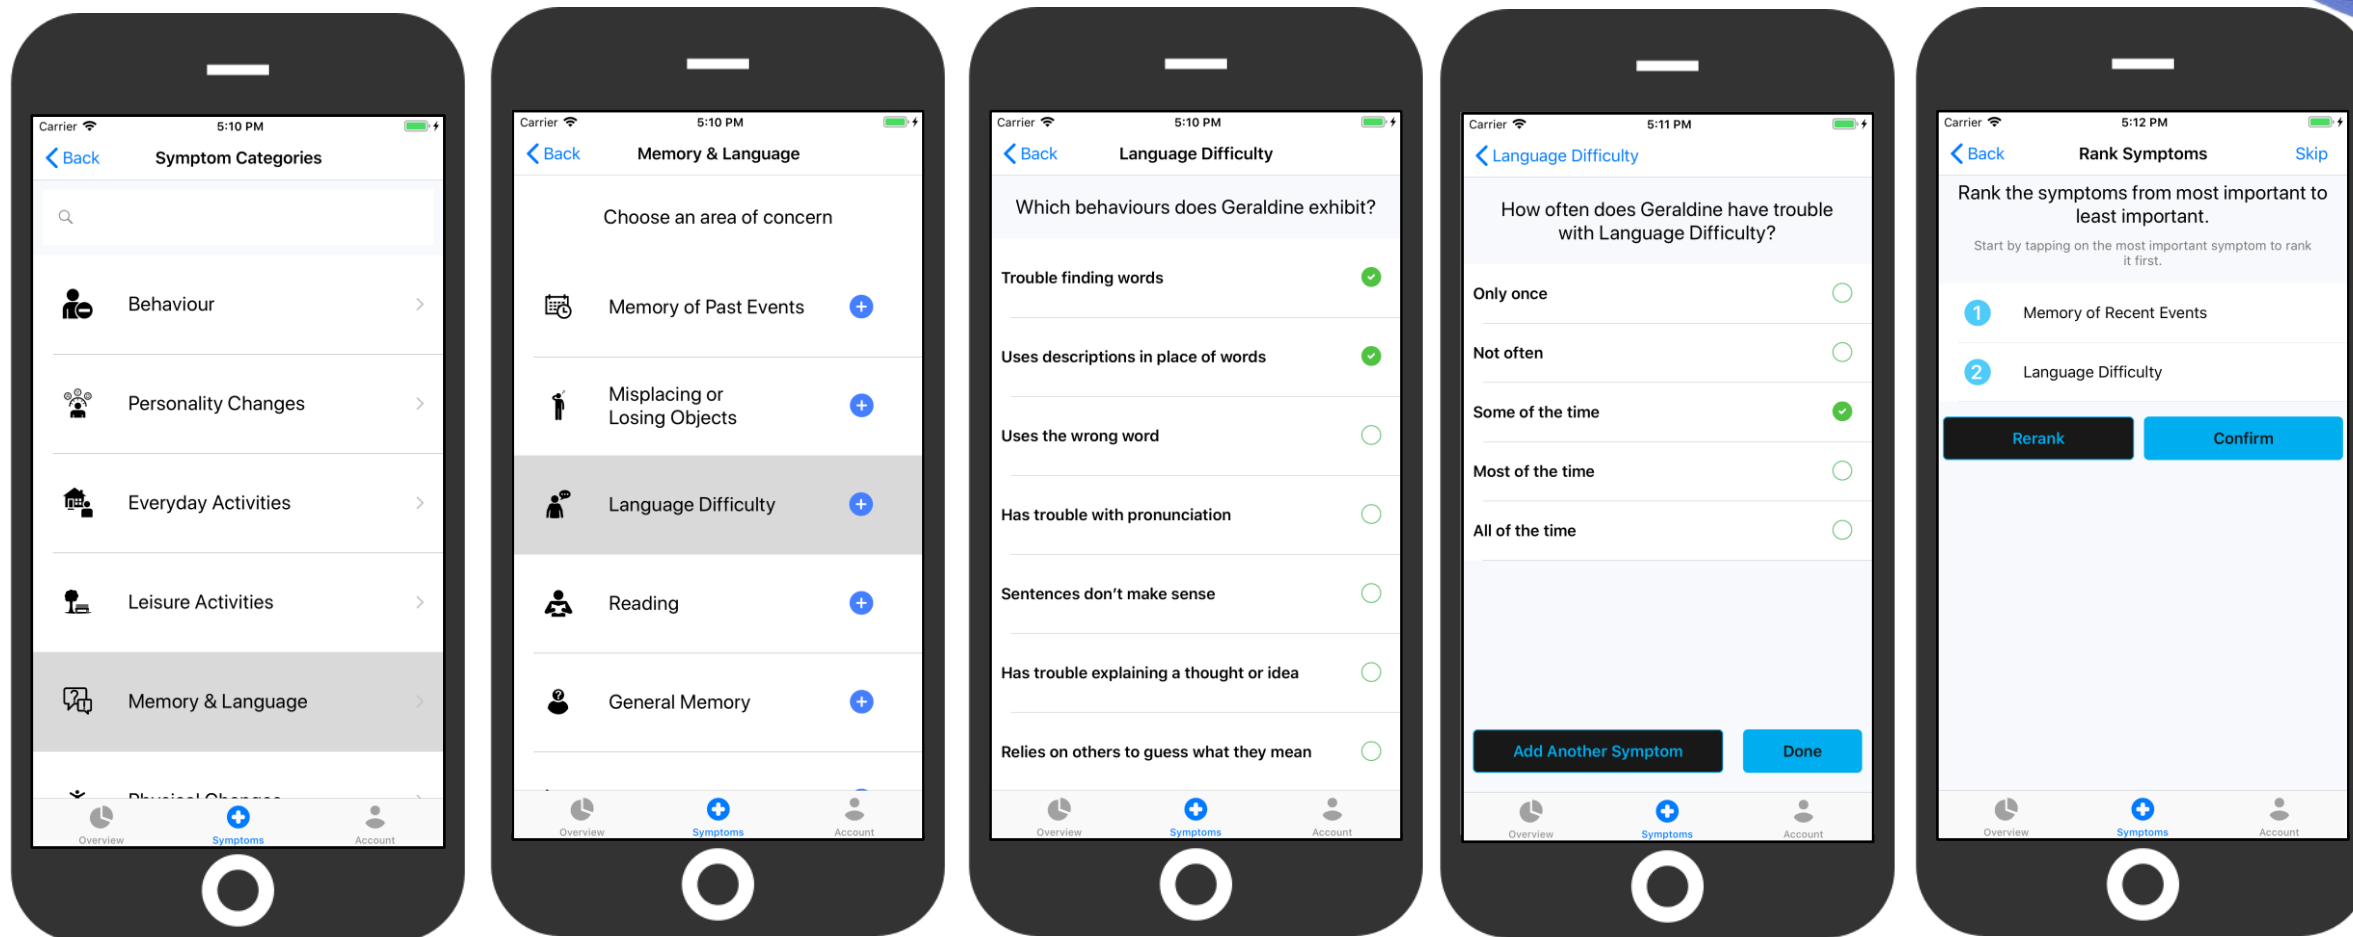 Carrier 5:10 PM
Back Symptom Categories
Behaviour
Personality Changes
Everyday Activities
Leisure Activities
Memory & Language
Physical Changes
Overview Symptoms Account
Carrier 5:10 PM
Back Memory & Language
Choose an area of concern
Memory of Past Events
Misplacing or
Losing Objects
Language Difficulty
Reading
General Memory
Overview Symptoms Account
Carrier 5:10 PM
Back Language Difficulty
Which behaviours does Geraldine exhibit?
Trouble finding words
Uses descriptions in place of words
Uses the wrong word
Has trouble with pronunciation
Sentences don't make sense
Has trouble explaining a thought or idea
Relies on others to guess what they mean
Overview Symptoms Account
Carrier 5:11 PM
Language Difficulty
How often does Geraldine have trouble
with Language Difficulty?
Only once
Not often
Some of the time
Most of the time
All of the time
Add Another Symptom Done
Overview Symptoms Account
Carrier 5:12 PM
Back Rank Symptoms Skip
Rank the symptoms from most important to
least important.
Start by tapping on the most important symptom to rank
it first.
1 Memory of Recent Events
2 Language Difficulty
Rerank Confirm
Overview Symptoms Account